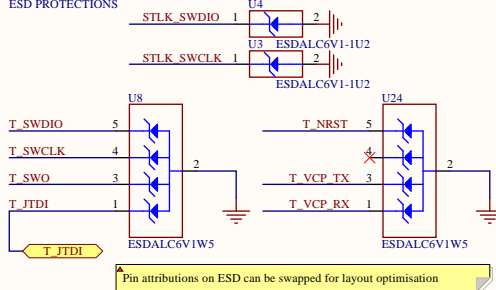 ESD PROTECTIONS
U4
STLK_SWDIO 1 2
ESDALC6V1-1U2
U3
STLK_SWCLK 1 2
ESDALC6V1-1U2
U8 U24
T_SWDIO 5 T_NRST 5
T_SWCLK 4 2 4 2
T_SWO 3 T_VCP_TX 3
T_JTDI 1 T_VCP_RX 1
ESDALC6V1W5 ESDALC6V1W5
T_JTDI
Pin attributions on ESD can be swapped for layout optimisation